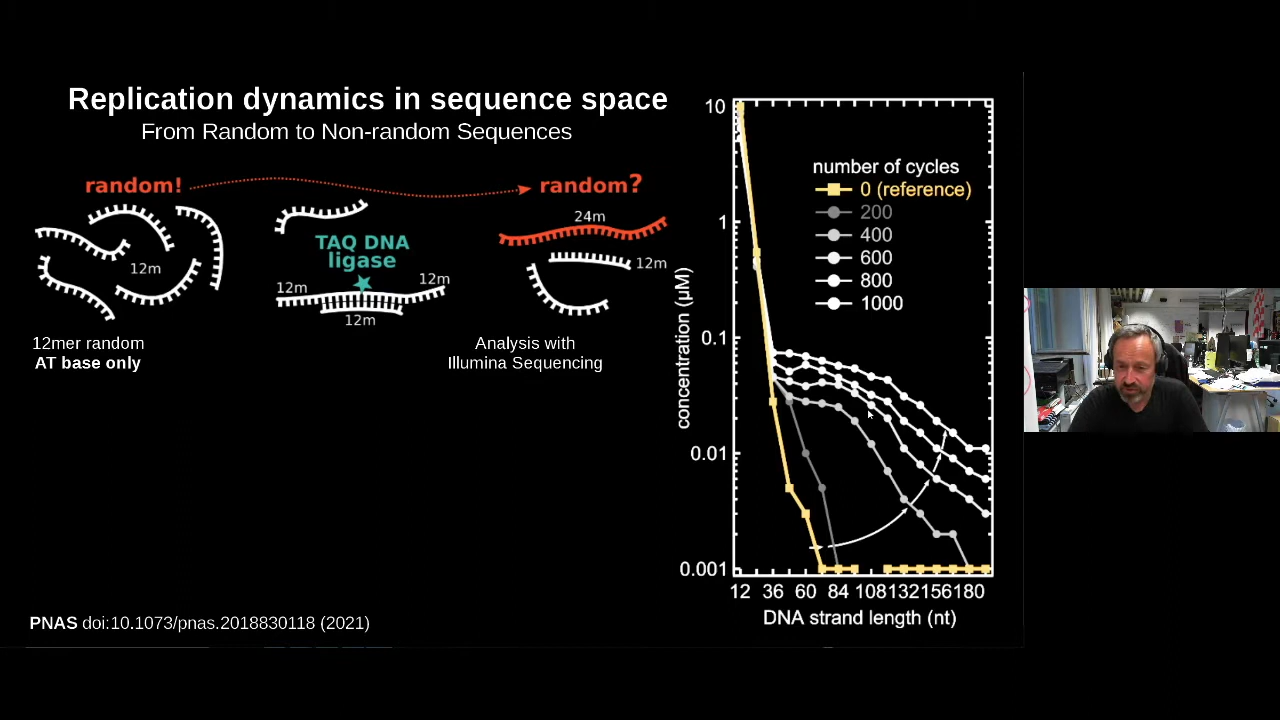 Replication dynamics in sequence space
From Random to Non-random Sequences
random!
random?
12m
TAQ DNA
ligase
12m
12m
12m
24m
12m
12mer random
AT base only
Analysis with
Illumina Sequencing
PNAS doi:10.1073/pnas.2018830118 (2021)
concentration (μM)
10
1
0.1
0.01
0.001
number of cycles
0 (reference)
200
400
600
800
1000
12 36 60 84 108 132 156 180
DNA strand length (nt)